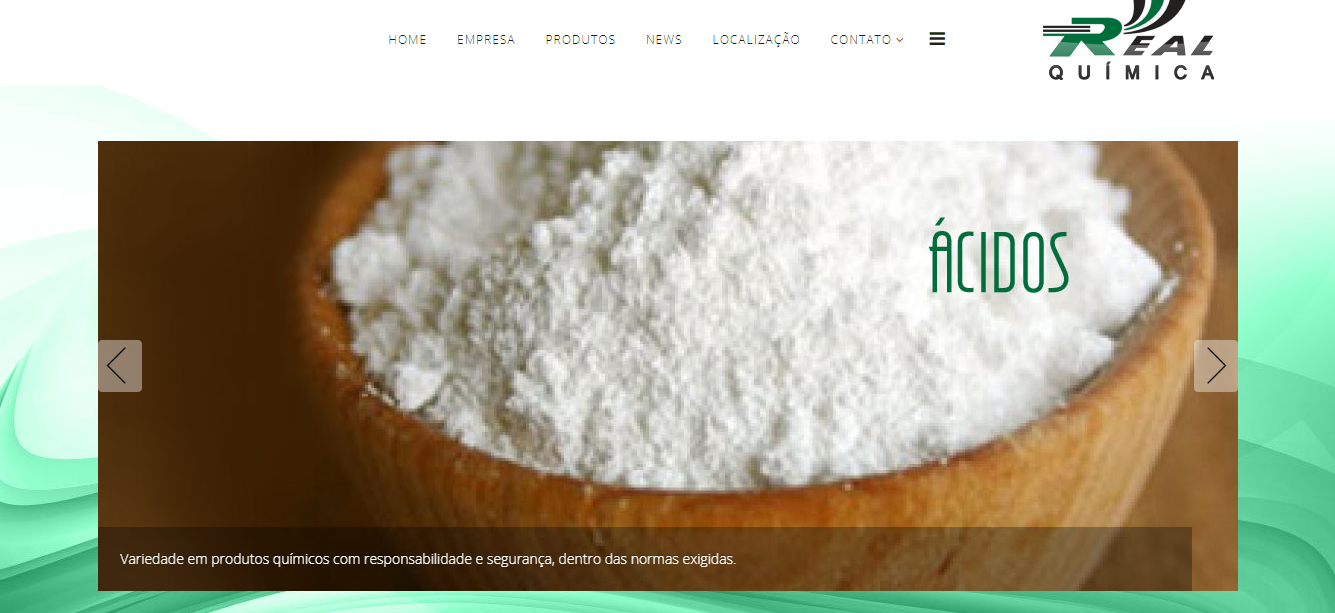 HOME EMPRESA PRODUTOS NEWS LOCALIZAÇÃO CONTATO
REAL
QUÍMICA
ÁCIDOS
Variedade em produtos químicos com responsabilidade e segurança, dentro das normas exigidas.